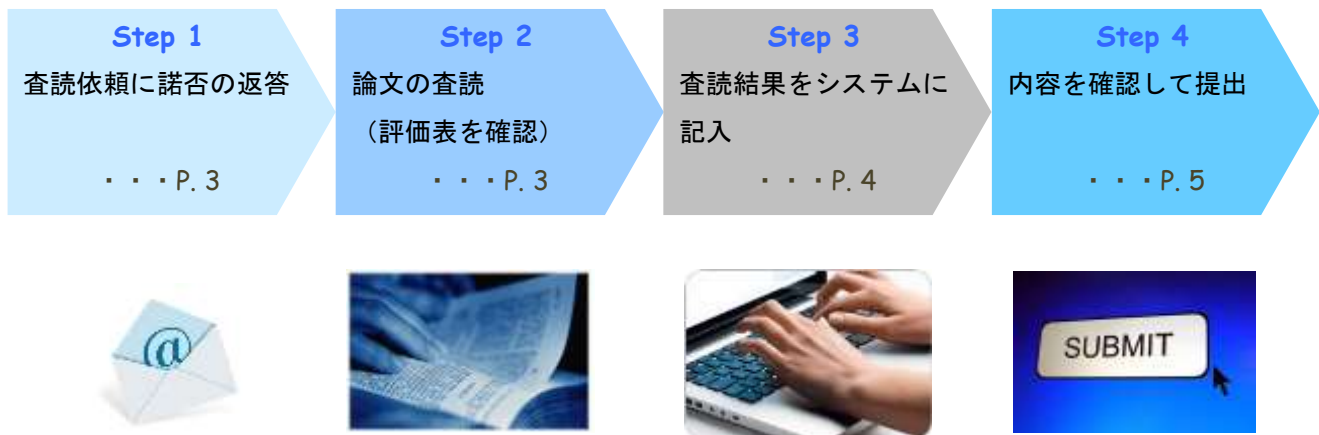 Step 1
査読依頼に諾否の返答
・・・P. 3
Step 2
論文の査読
（評価表を確認）
・・・P. 3
Step 3
査読結果をシステムに
記入
・・・P. 4
Step 4
内容を確認して提出
・・・P. 5
@
SUBMIT